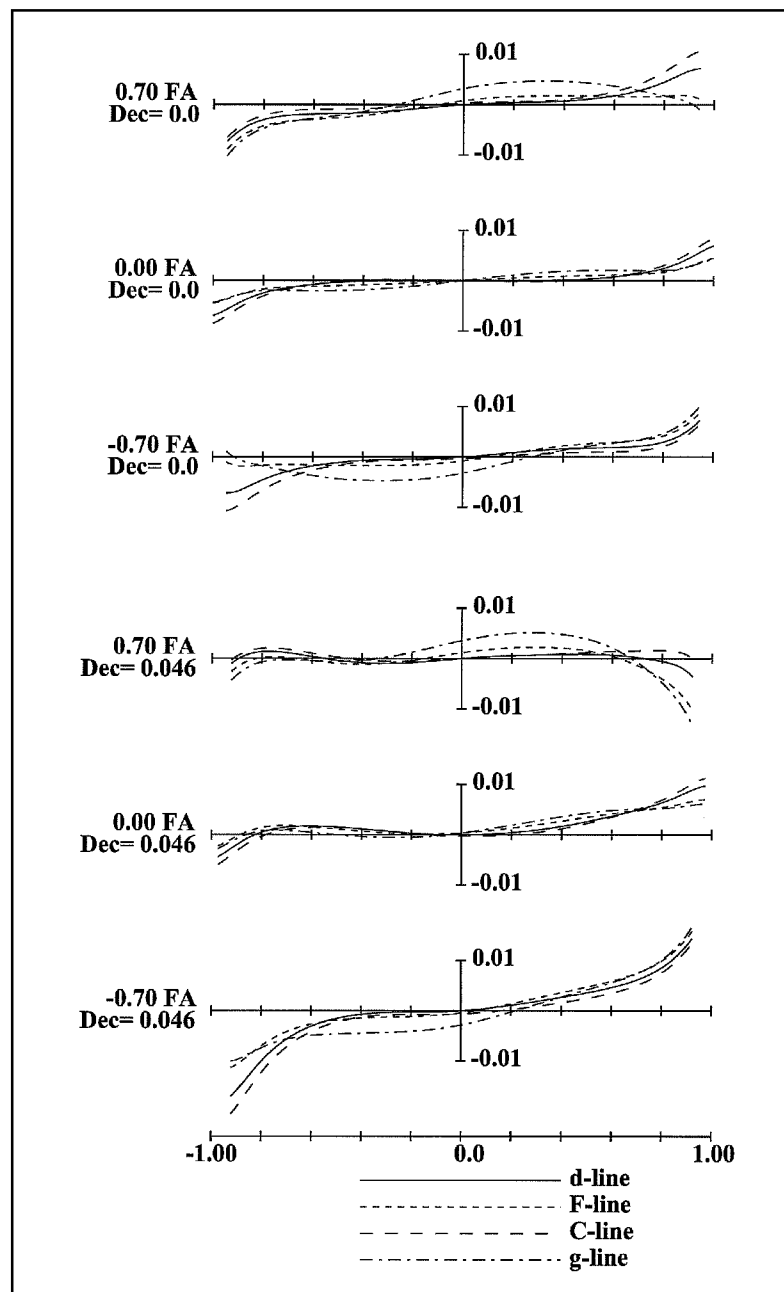 0.01
0.70 FA
Dec= 0.0
-0.01
0.01
0.00 FA
Dec= 0.0
-0.01
0.01
-0.70 FA
Dec= 0.0
-0.01
0.01
0.70 FA
Dec= 0.046
-0.01
0.01
0.00 FA
Dec= 0.046
-0.01
0.01
-0.70 FA
Dec= 0.046
-0.01
-1.00 0.0 1.00
d-line
F-line
C-line
g-line